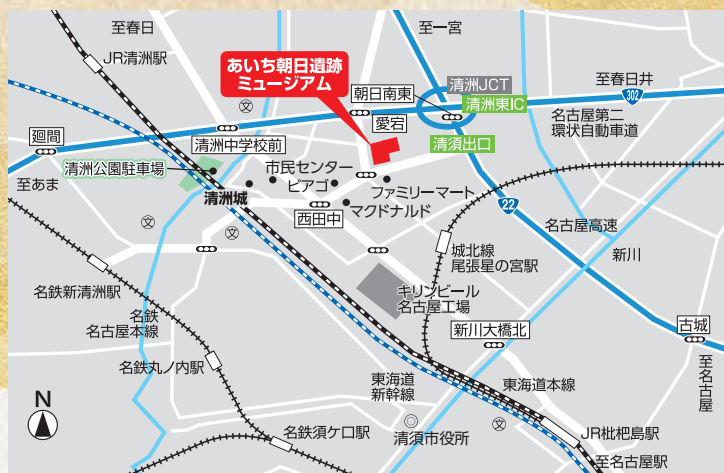 至春日
至一宮
JR清洲駅
あいち朝日遺跡
ミュージアム
朝日南東
清洲JCT
清洲東IC
至春日井
302
文
愛宕
名古屋第二
環状自動車道
廻間
清洲中学校前
清須出口
清洲公園駐車場
市民センター
ピアゴ
至あま
ファミリーマート
清洲城
マクドナルド
22
文
西田中
名古屋高速
文
城北線
尾張星の宮駅
新川
名鉄新清洲駅
キリンビール
名古屋工場
名鉄
名古屋本線
新川大橋北
古城
名鉄丸ノ内駅
東海道
新幹線
東海道本線
至名古屋
N
文
名鉄須ケ口駅
清須市役所
JR枇杷島駅
至名古屋駅